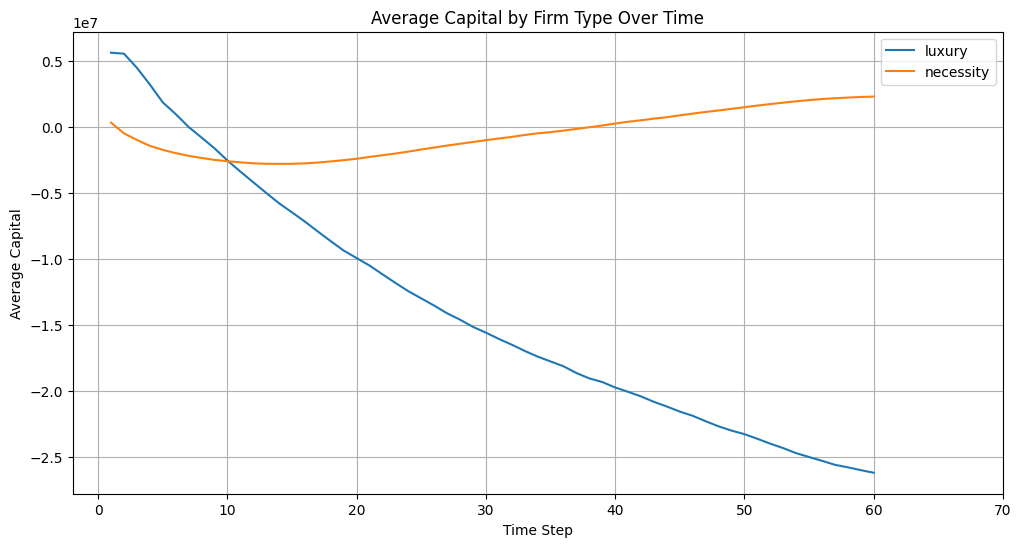 Average Capital by Firm Type Over Time
1e7
luxury
necessity
0.5
0.0
−0.5
−1.0
−1.5
−2.0
−2.5
Average Capital
0 10 20 30 40 50 60 70
Time Step